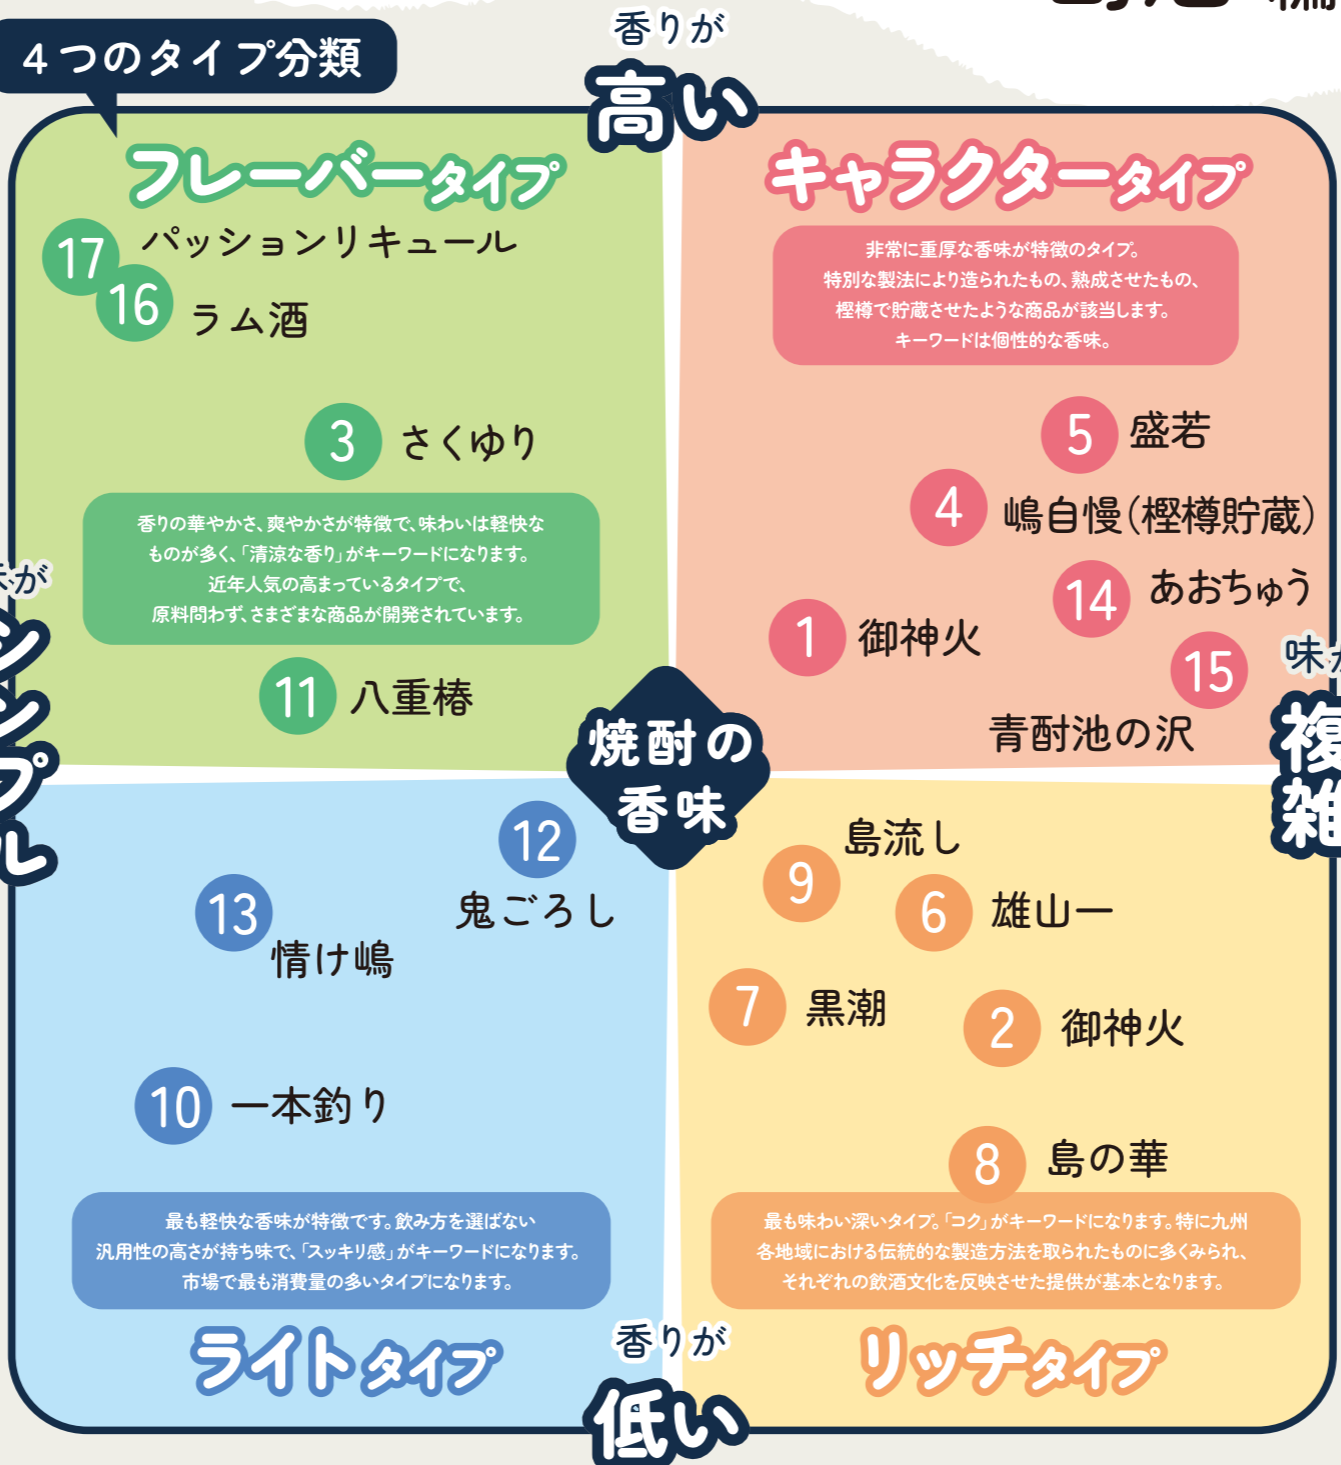 4つのタイプ分類
香りが
高い
フレーバータイプ
17 パッションリキュール
16 ラム酒
3 さくゆり
香りの華やかさ、爽やかさが特徴で、味わいは軽快な
ものが多く、「清涼な香り」がキーワードになります。
近年人気の高まっているタイプで、
原料問わず、さまざまな商品が開発されています。
11 八重椿
キャラクタータイプ
非常に重厚な香味が特徴のタイプ。
特別な製法により造られたもの、熟成させたもの、
樫樽で貯蔵させたような商品が該当します。
キーワードは個性的な香味。
5 盛若
4 嶋自慢(樫樽貯蔵)
14 あおちゅう
1 御神火
15
青酎池の沢
が
シ
ン
プ
ル
味が
複
雑
焼酎の
香味
12
鬼ごろし
13
情け嶋
10 一本釣り
最も軽快な香味が特徴です。飲み方を選ばない
汎用性の高さが持ち味で、「スッキリ感」がキーワードになります。
市場で最も消費量の多いタイプになります。
ライトタイプ
島流し
9
6 雄山一
7 黒潮
2 御神火
8 島の華
最も味わい深いタイプ。「コク」がキーワードになります。特に九州
各地域における伝統的な製造方法を取られたものに多くみられ、
それぞれの飲酒文化を反映させた提供が基本となります。
リッチタイプ
香りが
低い